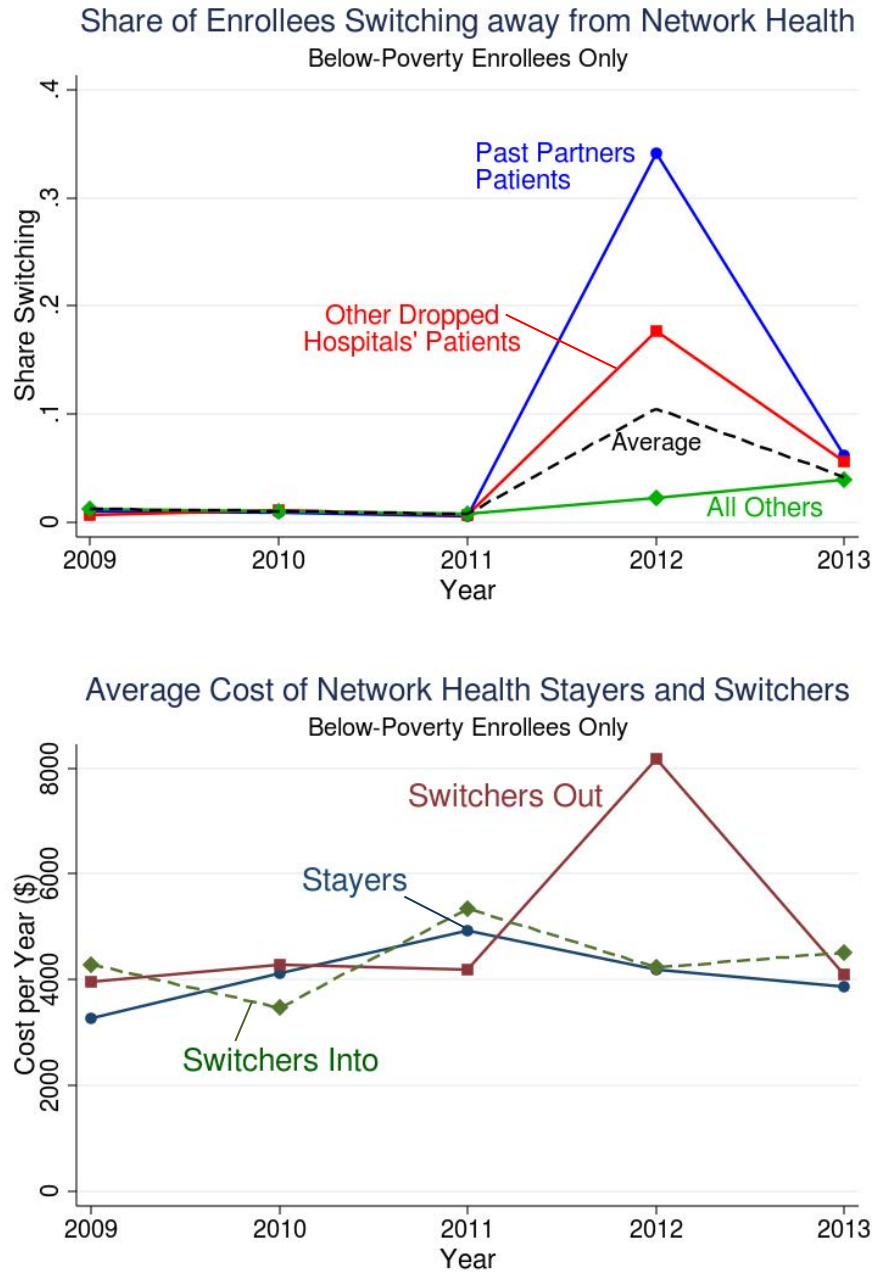 Share of Enrollees Switching away from Network Health
Below-Poverty Enrollees Only
Share Switching
.4
.3
.2
.1
0
Past Partners
Patients
Other Dropped
Hospitals' Patients
Average
All Others
2009 2010 2011 2012 2013
Year
Average Cost of Network Health Stayers and Switchers
Below-Poverty Enrollees Only
Cost per Year ($)
8000
6000
4000
2000
0
Switchers Out
Stayers
Switchers Into
2009 2010 2011 2012 2013
Year